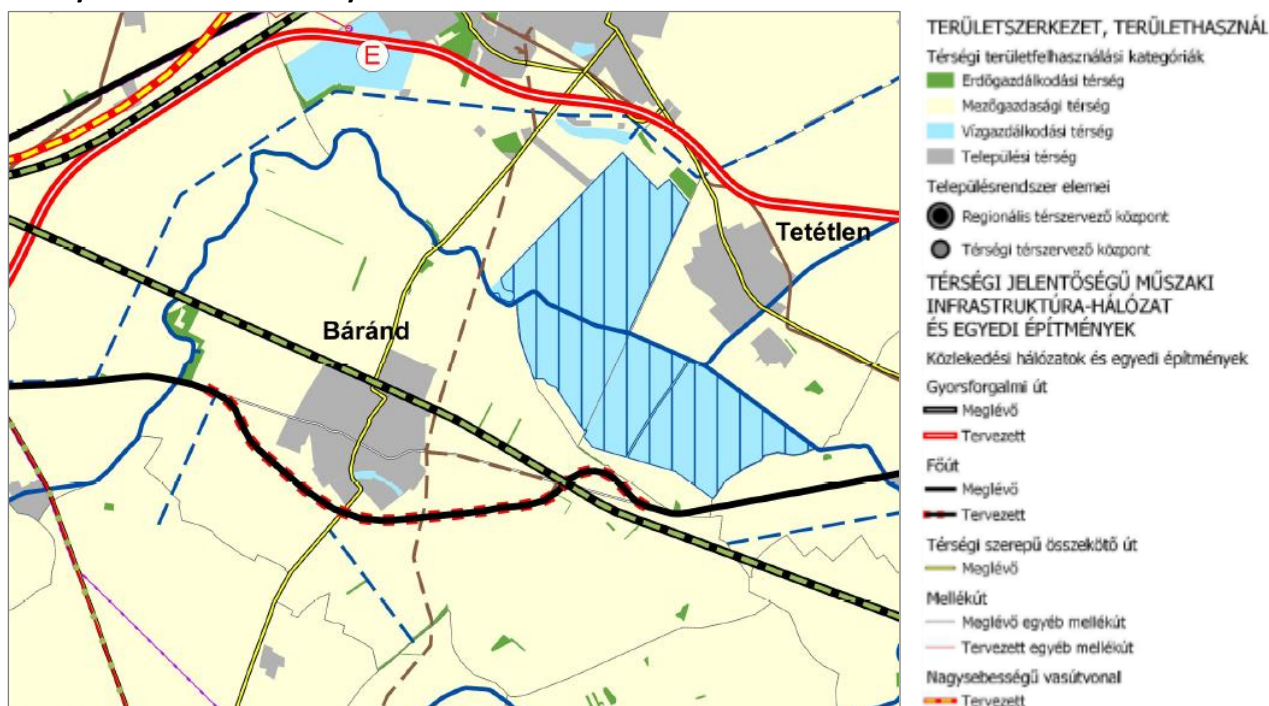 E
Tetétlen
Báránd
TERÜLETSZERKEZET, TERÜLETHASZNÁL
Térségi területfelhasználási kategóriák
Erdőgazdálkodási térség
Mezőgazdasági térség
Vízgazdálkodási térség
Települési térség
Településrendszer elemei
Regionális térszervező központ
Térségi térszervező központ
TÉRSÉGI JELENTŐSÉGŰ MŰSZAKI
INFRASTRUKTÚRA-HÁLÓZAT
ÉS EGYEDI ÉPÍTMÉNYEK
Közlekedési hálózatok és egyedi építmények
Gyorsforgalmi út
Meglévő
Tervezett
Főút
Meglévő
Tervezett
Térségi szerepű összekötő út
Meglévő
Mellékút
Meglévő egyéb mellékút
Tervezett egyéb mellékút
Nagysebességű vasútvonal
Tervezett